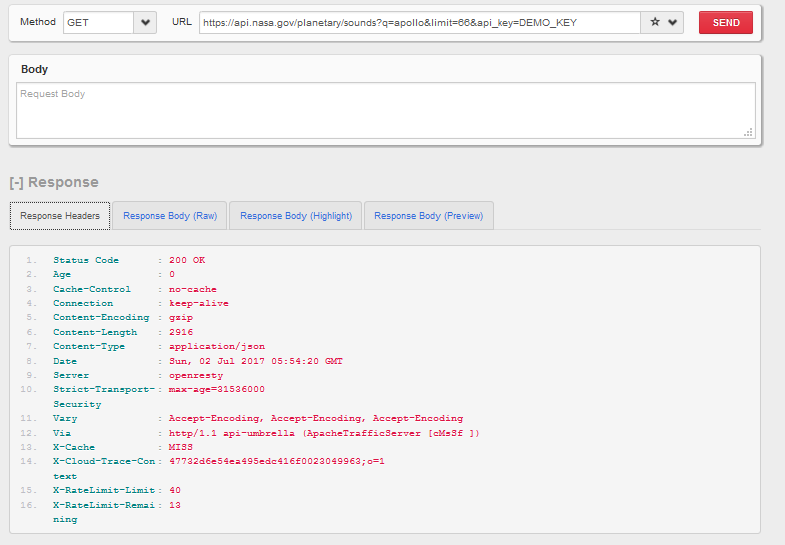 Method GET URL https://api.nasa.gov/planetary/sounds?q=apollo&limit=66&api_key=DEMO_KEY SEND
Body
Request Body
[-] Response
Response Headers Response Body (Raw) Response Body (Highlight) Response Body (Preview)
1. Status Code : 200 OK
2. Age : 0
3. Cache-Control : no-cache
4. Connection : keep-alive
5. Content-Encoding : gzip
6. Content-Length : 2916
7. Content-Type : application/json
8. Date : Sun, 02 Jul 2017 05:54:20 GMT
9. Server : openresty
10. Strict-Transport- : max-age=31536000
Security
11. Vary : Accept-Encoding, Accept-Encoding, Accept-Encoding
12. Via : http/1.1 api-umbrella (ApacheTrafficServer [cMsSf ])
13. X-Cache : MISS
14. X-Cloud-Trace-Con : 47732d6e54ea495edc416f0023049963;o=1
text
15. X-RateLimit-Limit : 40
16. X-RateLimit-Remai : 13
ning